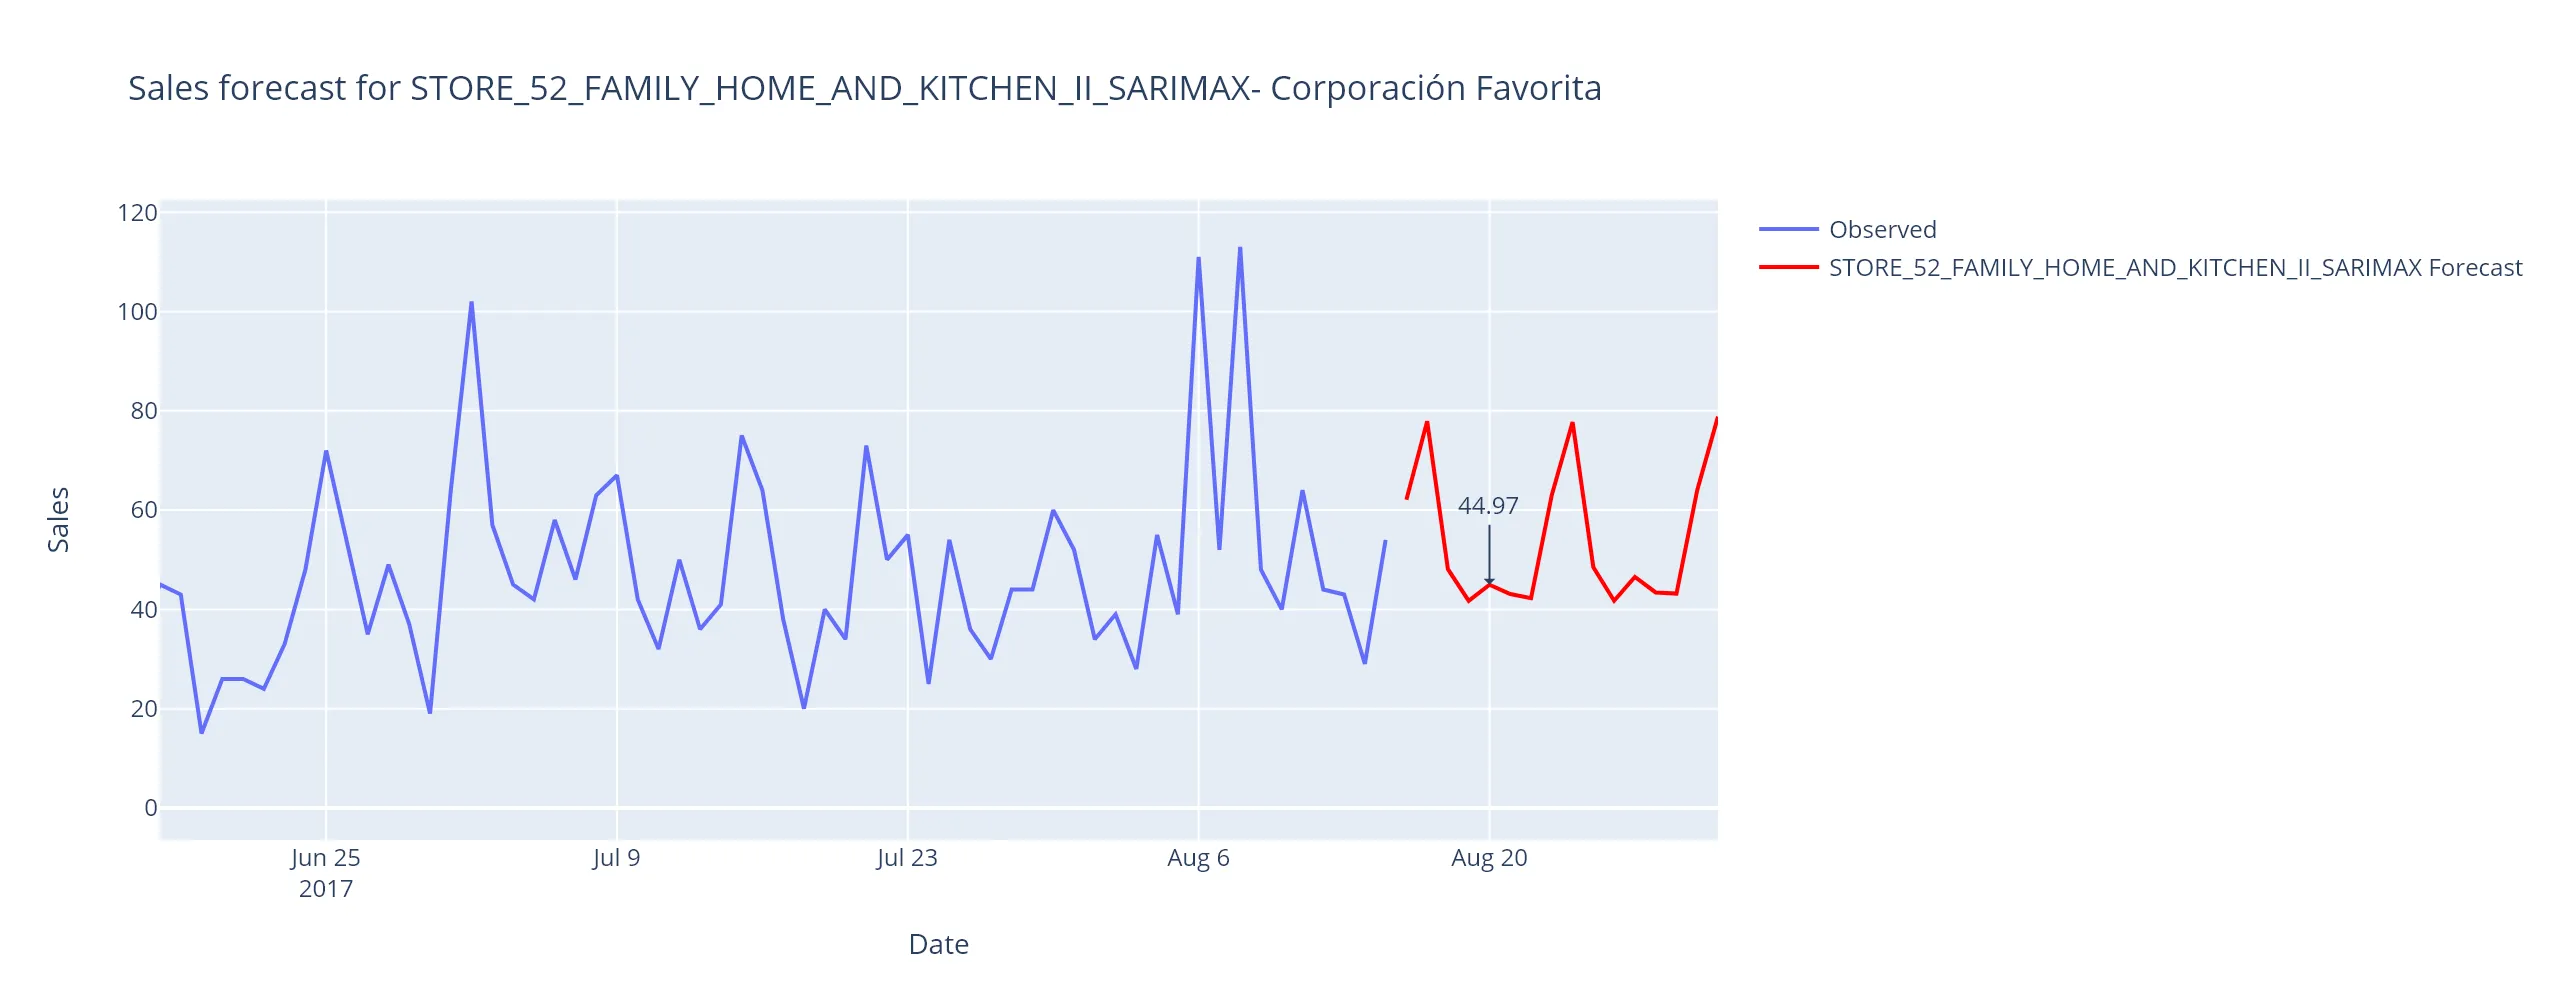 Sales forecast for STORE_52_FAMILY_HOME_AND_KITCHEN_II_SARIMAX- Corporación Favorita
Observed
STORE_52_FAMILY_HOME_AND_KITCHEN_II_SARIMAX Forecast
120
100
80
60
40
20
0
Sales
44.97
Jun 25
2017
Jul 9
Jul 23
Aug 6
Aug 20
Date